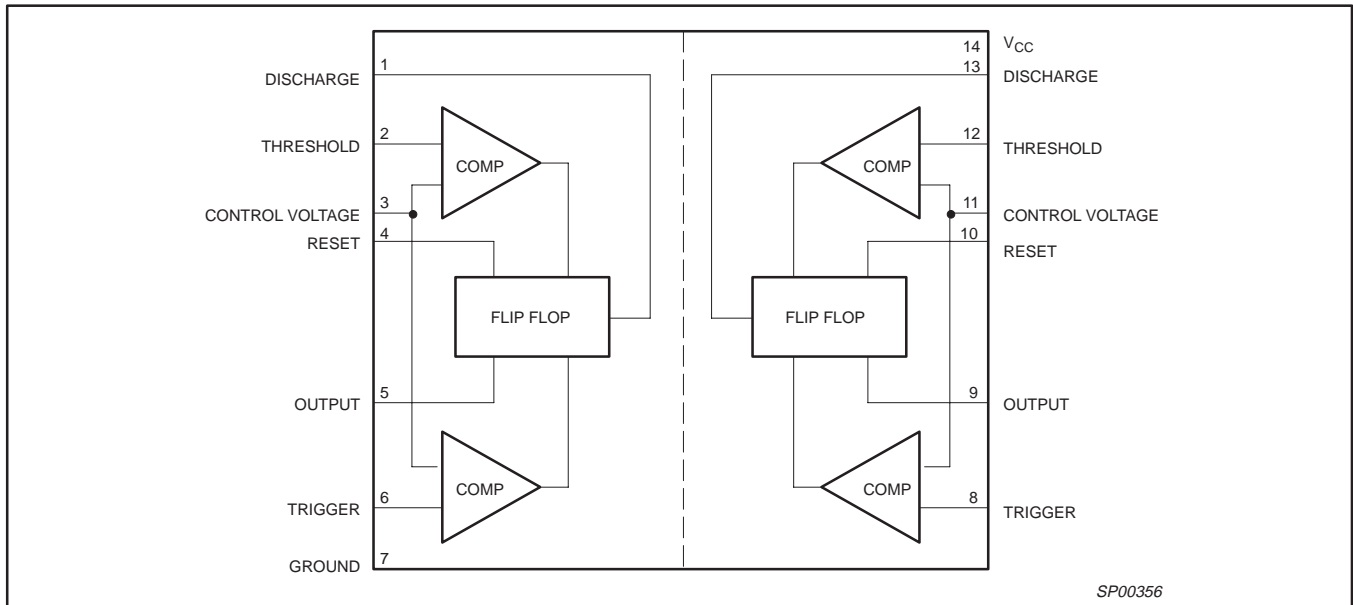 DISCHARGE 1
THRESHOLD 2
CONTROL VOLTAGE 3
RESET 4
OUTPUT 5
TRIGGER 6
GROUND 7
COMP
FLIP FLOP
COMP
14 VCC
13 DISCHARGE
12 THRESHOLD
11 CONTROL VOLTAGE
10 RESET
9 OUTPUT
8 TRIGGER
COMP
FLIP FLOP
COMP
SP00356